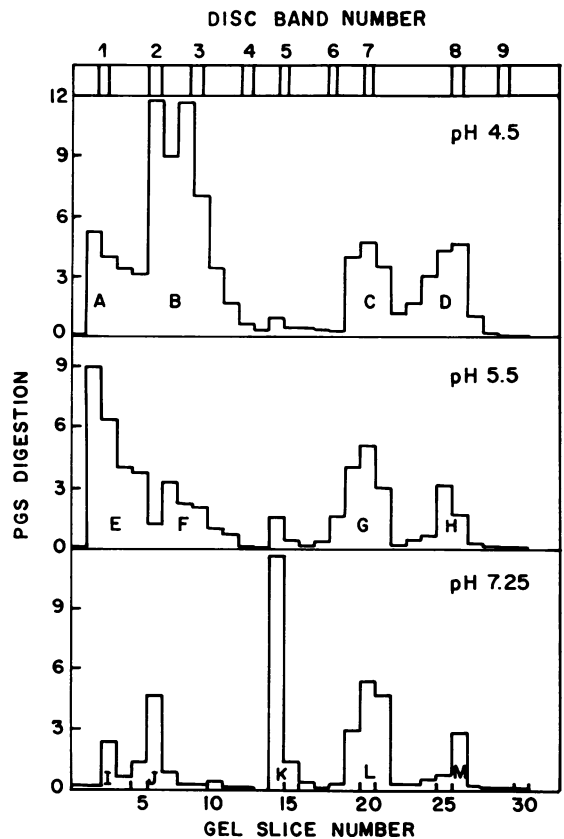 DISC BAND NUMBER
1 2 3 4 5 6 7 8 9
12
pH 4.5
9
6
3
A B C D
0
pH 5.5
9
6
3
E F G H
0
pH 7.25
9
6
3
I J K L M
0
5 10 15 20 25 30
GEL SLICE NUMBER
PGS DIGESTION